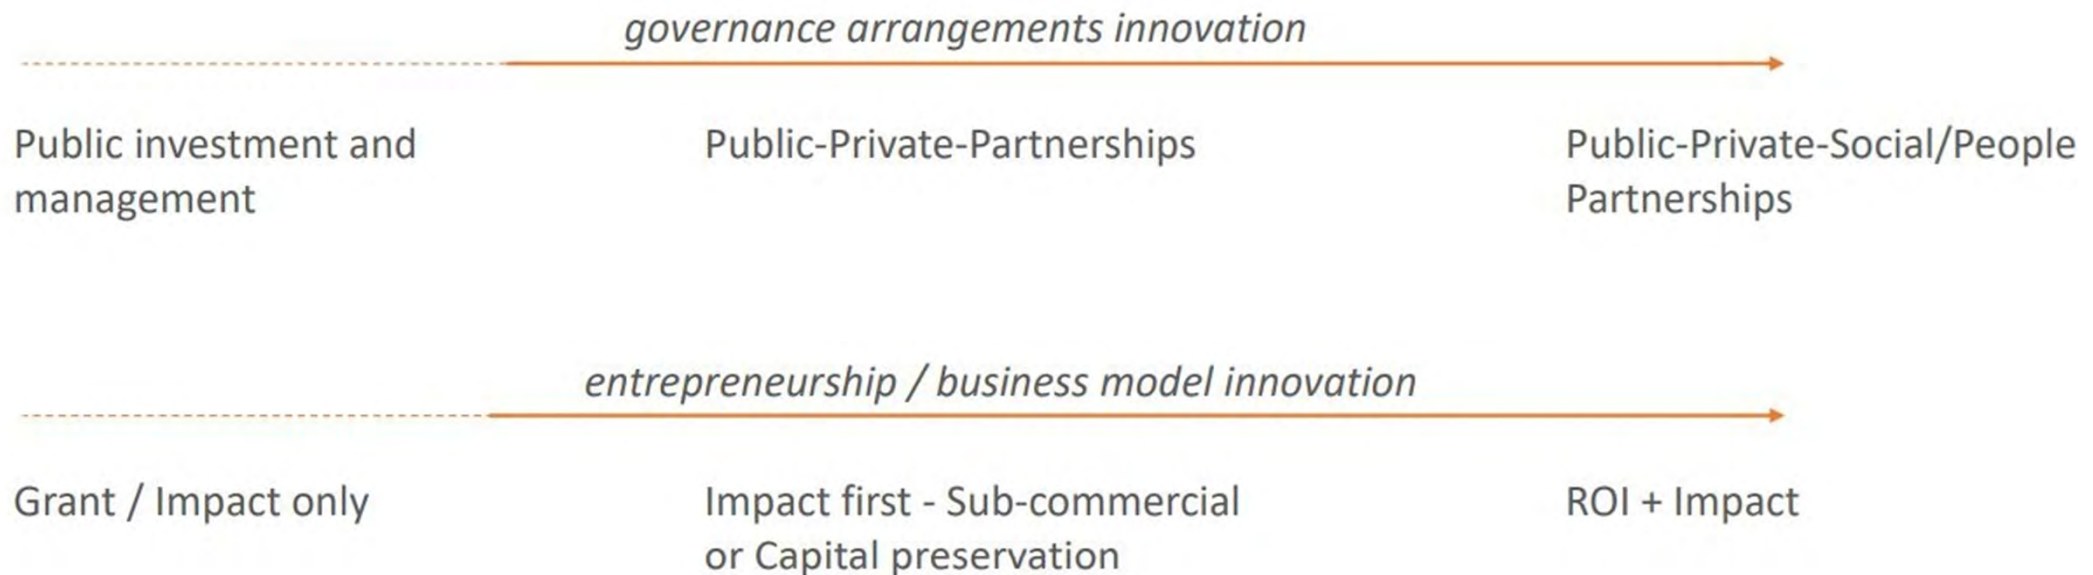 governance arrangements innovation
Public investment and
management
Public-Private-Partnerships
Public-Private-Social/People
Partnerships
entrepreneurship / business model innovation
Grant / Impact only
Impact first - Sub-commercial
or Capital preservation
ROI + Impact